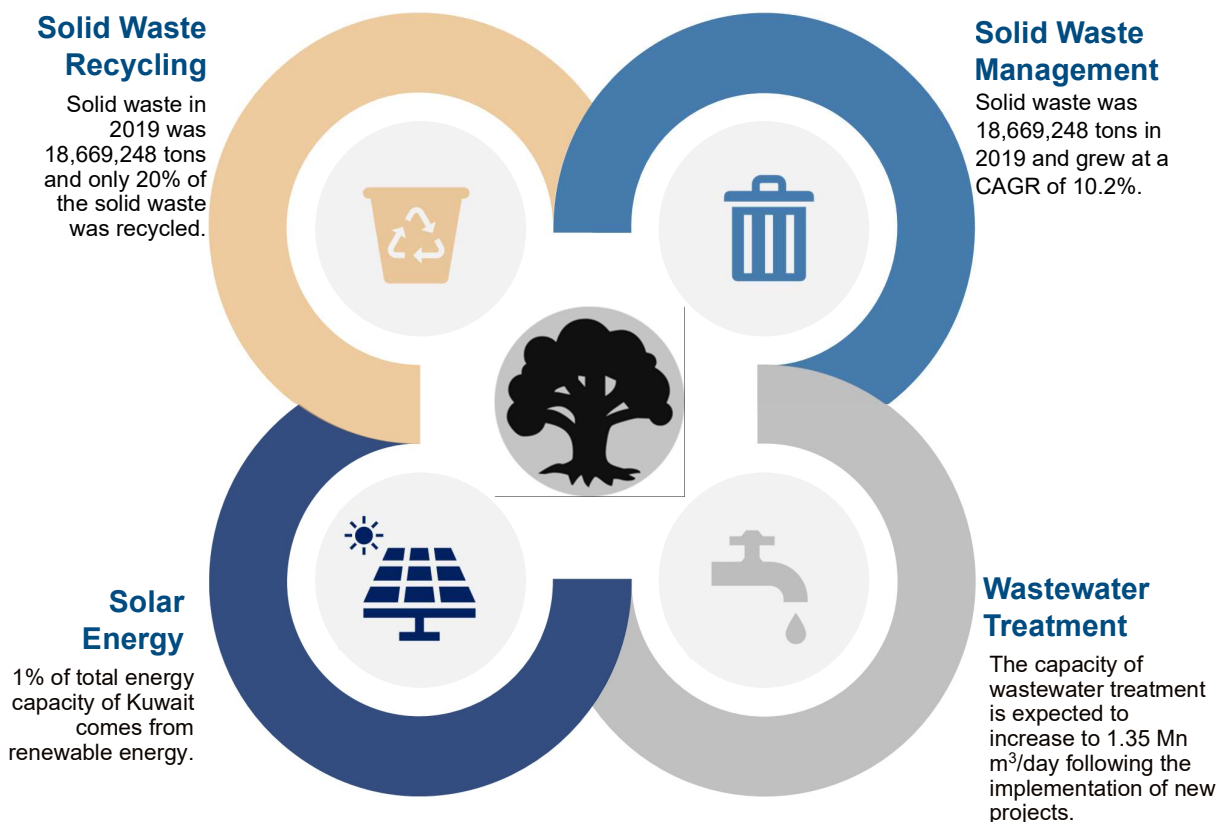 Solid Waste
Recycling
Solid waste in
2019 was
18,669,248 tons
and only 20% of
the solid waste
was recycled.
Solid Waste
Management
Solid waste was
18,669,248 tons in
2019 and grew at a
CAGR of 10.2%.
Solar
Energy
1% of total energy
capacity of Kuwait
comes from
renewable energy.
Wastewater
Treatment
The capacity of
wastewater treatment
is expected to
increase to 1.35 Mn
m³/day following the
implementation of new
projects.